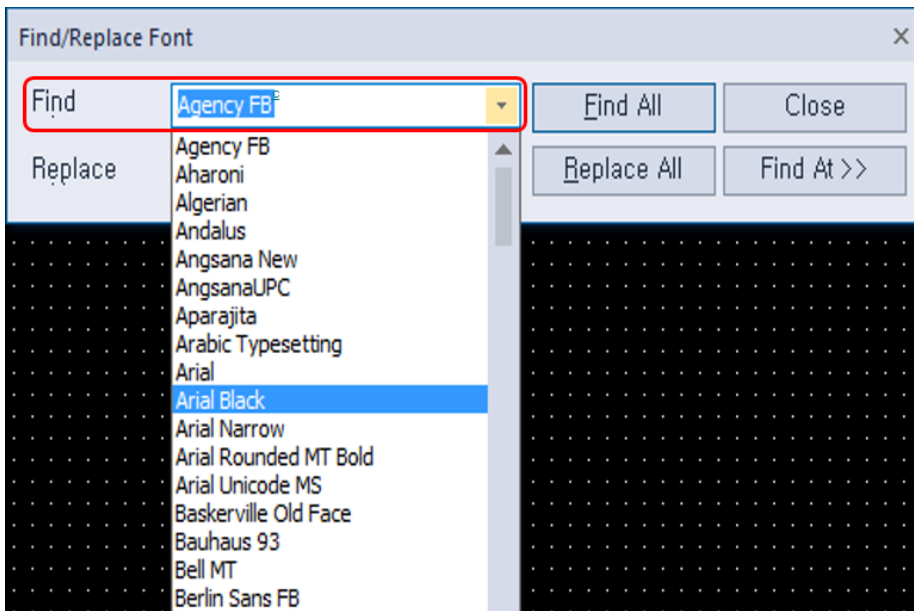 Find/Replace Font
Find
Agency FB
Find All
Close
Replace
Replace All
Find At >>
Agency FB
Aharoni
Algerian
Andalus
Angsana New
AngsanaUPC
Aparajita
Arabic Typesetting
Arial
Arial Black
Arial Narrow
Arial Rounded MT Bold
Arial Unicode MS
Baskerville Old Face
Bauhaus 93
Bell MT
Berlin Sans FB